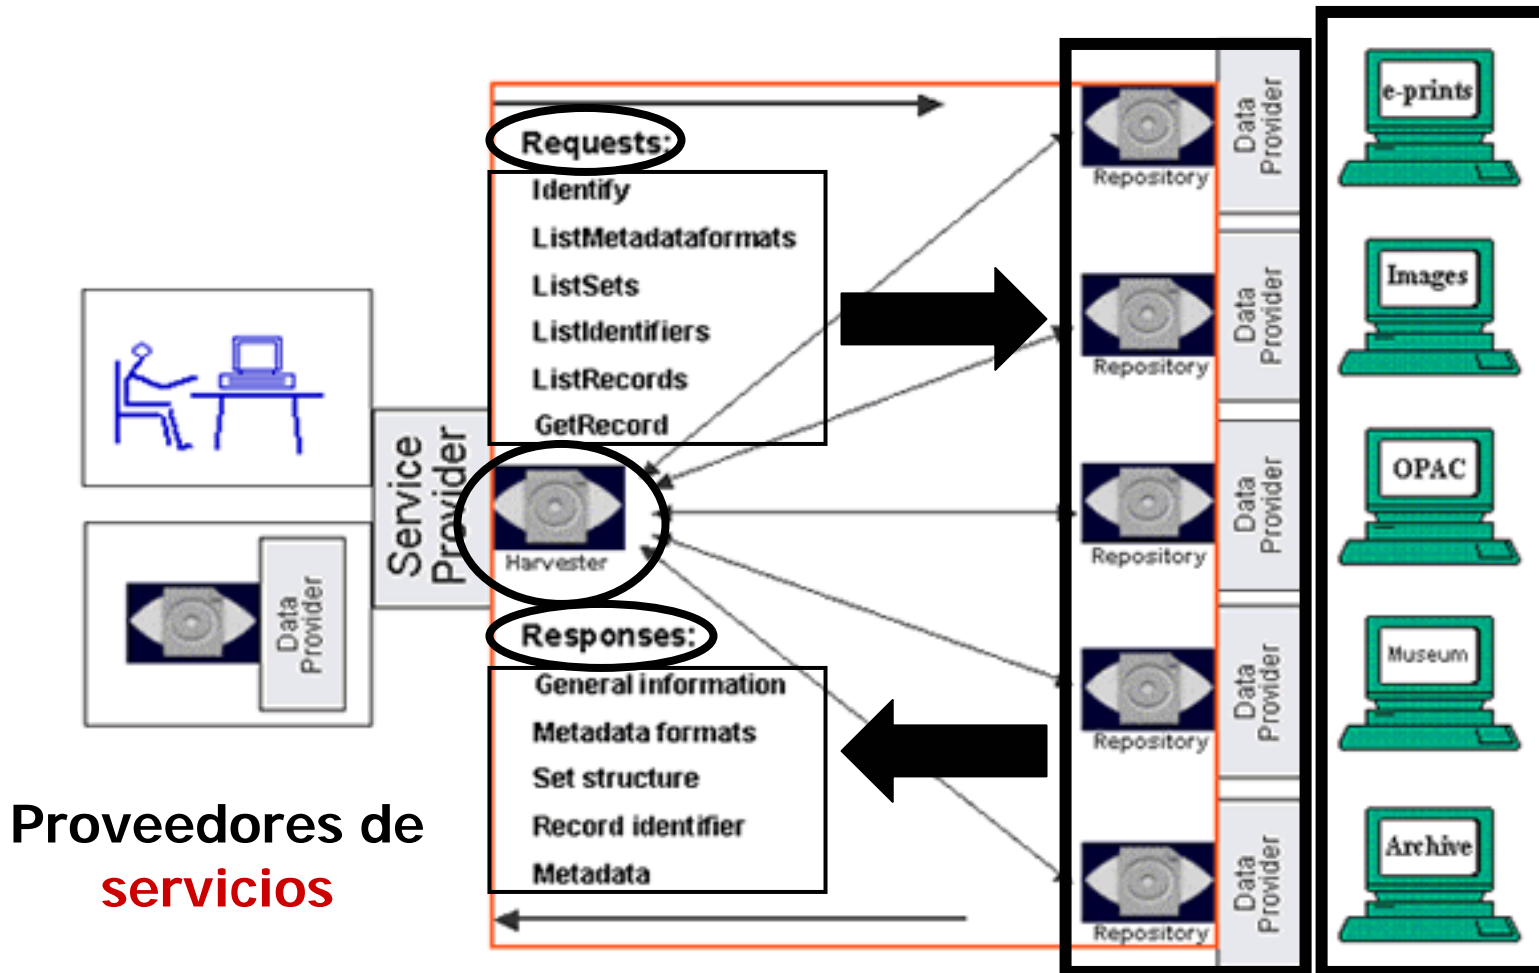 Requests:
Identify
ListMetadataformats
ListSets
ListIdentifiers
ListRecords
GetRecord
Service
Provider
Harvester
Data
Provider
Responses:
General information
Metadata formats
Set structure
Record identifier
Metadata
Proveedores de
servicios
Repository
Data
Provider
e-prints
Repository
Data
Provider
Images
Repository
Data
Provider
OPAC
Repository
Data
Provider
Museum
Repository
Data
Provider
Archive